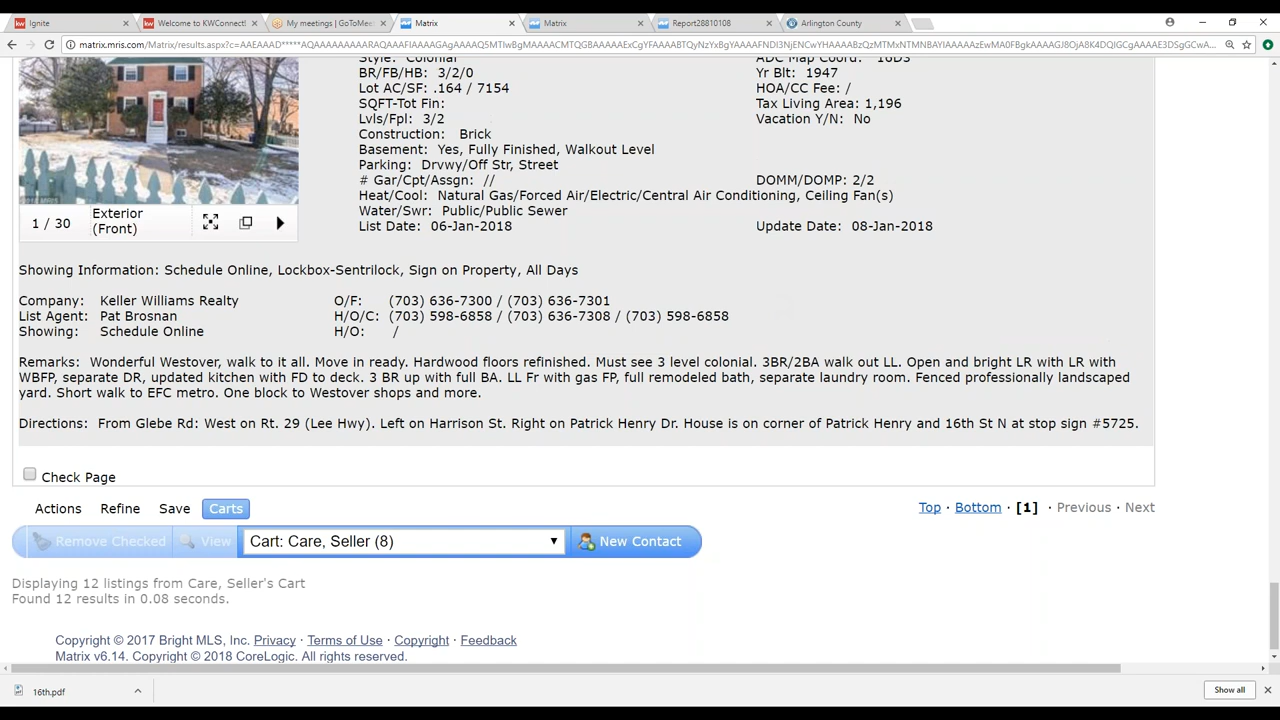 Ignite
Welcome to KWConnect!
My meetings | GoToMee
Matrix
Matrix
Report28810108
Arlington County
Style: Colonial
ADC Map Coord: 16D3
BR/FB/HB: 3/2/0
Yr Blt: 1947
Lot AC/SF: .164 / 7154
HOA/CC Fee: /
SQFT-Tot Fin:
Tax Living Area: 1,196
Lvls/Fpl: 3/2
Vacation Y/N: No
Construction: Brick
Basement: Yes, Fully Finished, Walkout Level
Parking: Drvwy/Off Str, Street
# Gar/Cpt/Assgn: //
DOMM/DOMP: 2/2
Heat/Cool: Natural Gas/Forced Air/Electric/Central Air Conditioning, Ceiling Fan(s)
Water/Swr: Public/Public Sewer
List Date: 06-Jan-2018
Update Date: 08-Jan-2018
1 / 30
Exterior
(Front)
Showing Information: Schedule Online, Lockbox-Sentrilock, Sign on Property, All Days
Company: Keller Williams Realty
O/F: (703) 636-7300 / (703) 636-7301
List Agent: Pat Brosnan
H/O/C: (703) 598-6858 / (703) 636-7308 / (703) 598-6858
Showing: Schedule Online
H/O: /
Remarks: Wonderful Westover, walk to it all. Move in ready. Hardwood floors refinished. Must see 3 level colonial. 3BR/2BA walk out LL. Open and bright LR with LR with
WBFP, separate DR, updated kitchen with FD to deck. 3 BR up with full BA. LL Fr with gas FP, full remodeled bath, separate laundry room. Fenced professionally landscaped
yard. Short walk to EFC metro. One block to Westover shops and more.
Directions: From Glebe Rd: West on Rt. 29 (Lee Hwy). Left on Harrison St. Right on Patrick Henry Dr. House is on corner of Patrick Henry and 16th St N at stop sign #5725.
Check Page
Actions Refine Save Carts
Top · Bottom · [1] · Previous · Next
Remove Checked View Cart: Care, Seller (8) New Contact
Displaying 12 listings from Care, Seller's Cart
Found 12 results in 0.08 seconds.
Copyright © 2017 Bright MLS, Inc. Privacy · Terms of Use · Copyright · Feedback
Matrix v6.14. Copyright © 2018 CoreLogic. All rights reserved.
16th.pdf
Show all